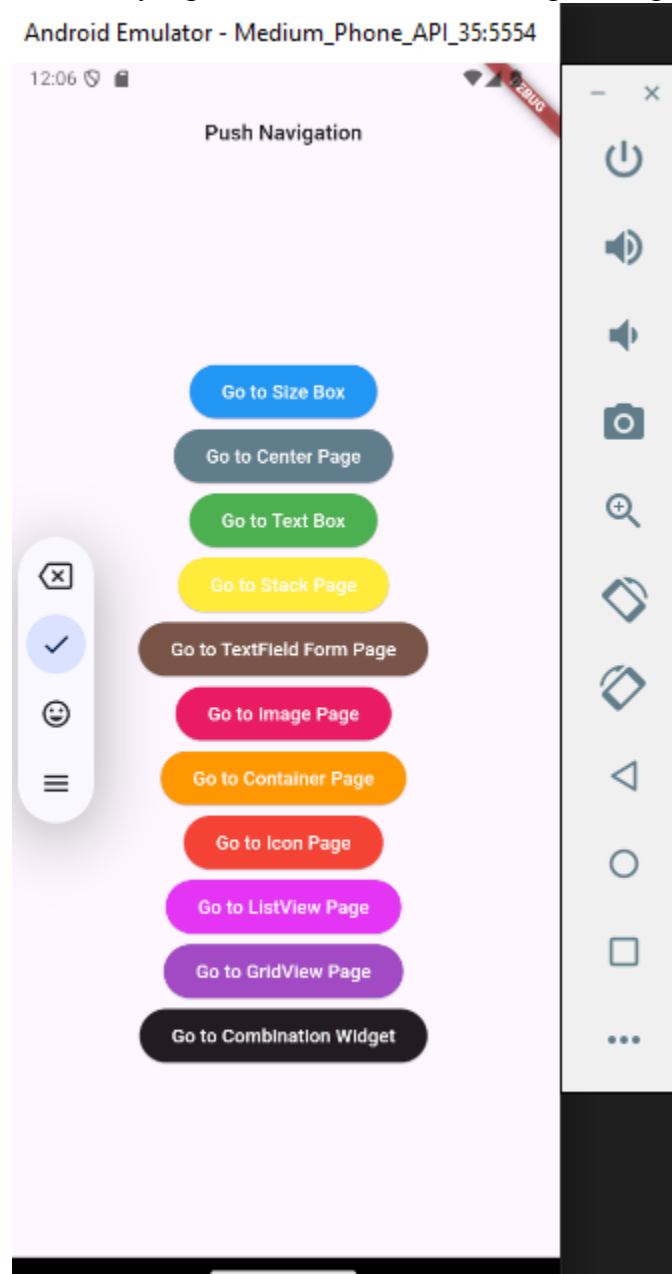 Android Emulator - Medium_Phone_API_35:5554
12:06
DEBUG
Push Navigation
Go to Size Box
Go to Center Page
Go to Text Box
Go to Stack Page
Go to TextField Form Page
Go to Image Page
Go to Container Page
Go to Icon Page
Go to ListView Page
Go to GridView Page
Go to Combination Widget